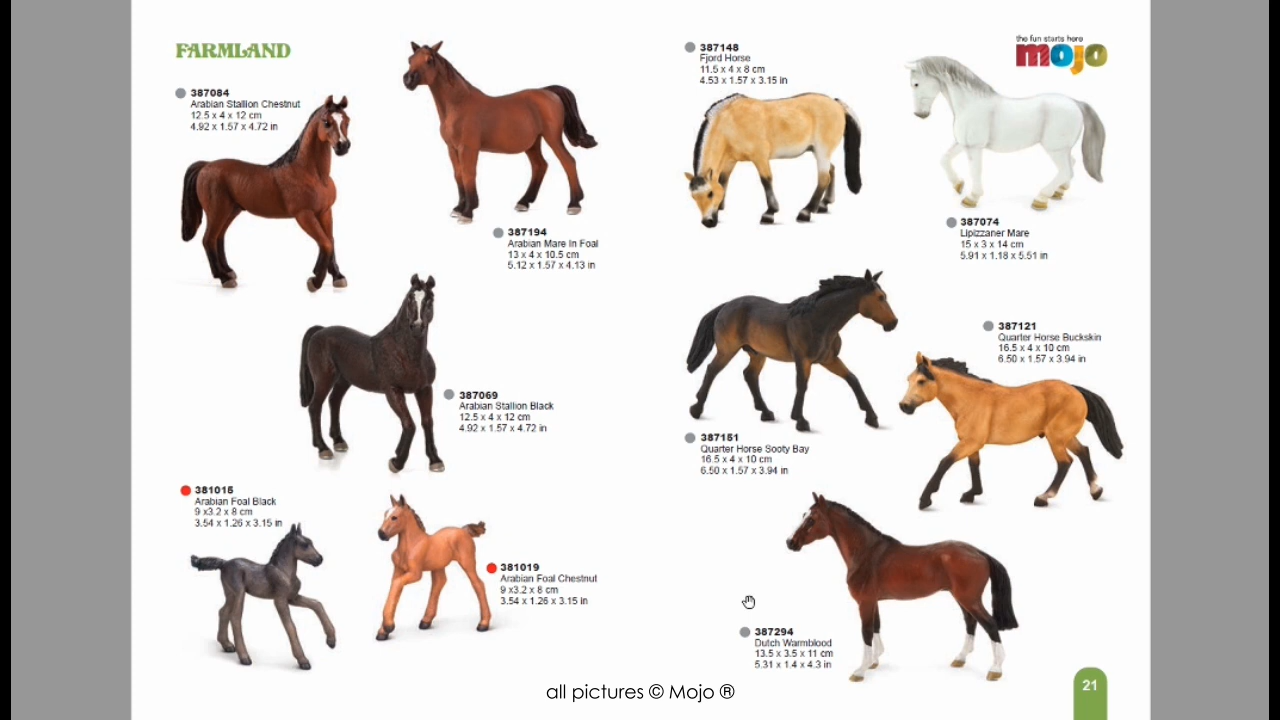 FARMLAND
387084
Arabian Stallion Chestnut
12.5 x 4 x 12 cm
4.92 x 1.57 x 4.72 in
387194
Arabian Mare In Foal
13 x 4 x 10.5 cm
5.12 x 1.57 x 4.13 in
387069
Arabian Stallion Black
12.5 x 4 x 12 cm
4.92 x 1.57 x 4.72 in
381015
Arabian Foal Black
9 x3.2 x 8 cm
3.54 x 1.26 x 3.15 in
381019
Arabian Foal Chestnut
9 x3.2 x 8 cm
3.54 x 1.26 x 3.15 in
387148
Fjord Horse
11.5 x 4 x 8 cm
4.53 x 1.57 x 3.15 in
the fun starts here
mojo
387074
Lipizzaner Mare
15 x 3 x 14 cm
5.91 x 1.18 x 5.51 in
387121
Quarter Horse Buckskin
16.5 x 4 x 10 cm
6.50 x 1.57 x 3.94 in
387151
Quarter Horse Sooty Bay
16.5 x 4 x 10 cm
6.50 x 1.57 x 3.94 in
387294
Dutch Warmblood
13.5 x 3.5 x 11 cm
5.31 x 1.4 x 4.3 in
21
all pictures © Mojo ®